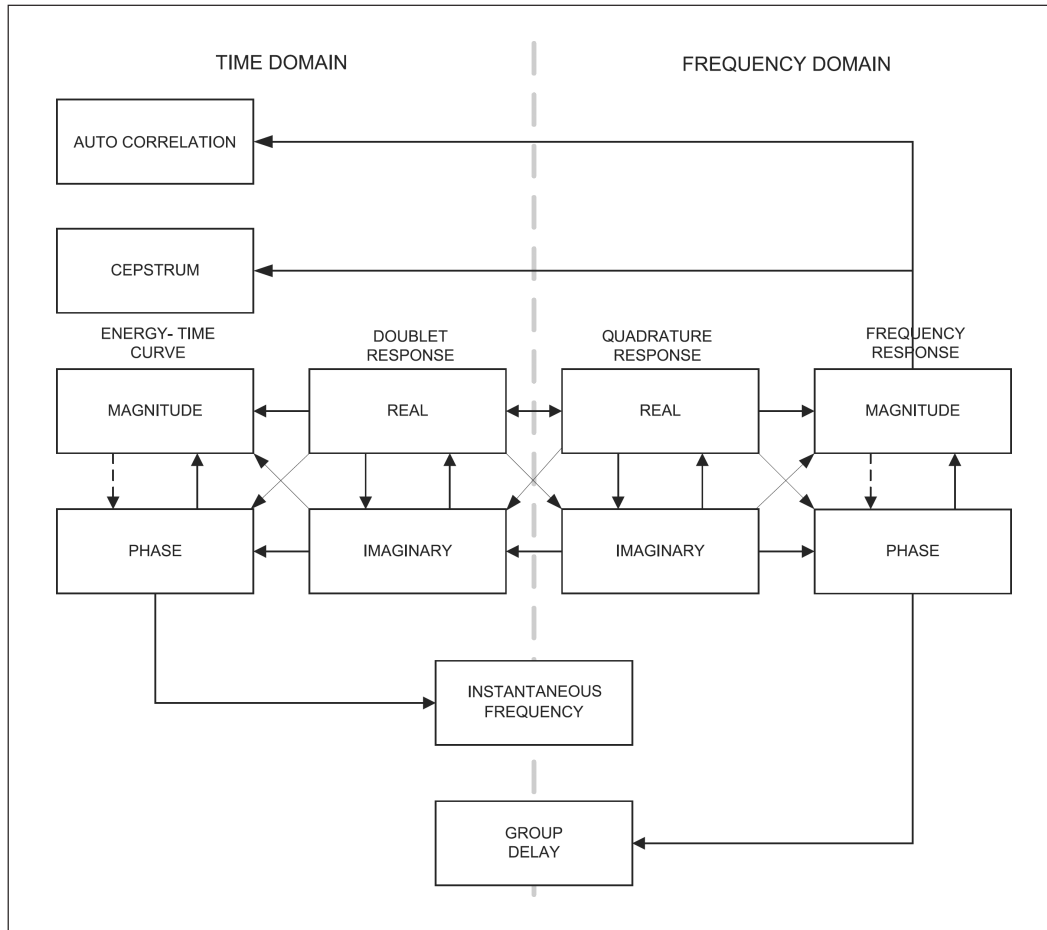 TIME DOMAIN
FREQUENCY DOMAIN
AUTO CORRELATION
CEPSTRUM
ENERGY- TIME
CURVE
DOUBLET
RESPONSE
QUADRATURE
RESPONSE
FREQUENCY
RESPONSE
MAGNITUDE
REAL
REAL
MAGNITUDE
PHASE
IMAGINARY
IMAGINARY
PHASE
INSTANTANEOUS
FREQUENCY
GROUP
DELAY